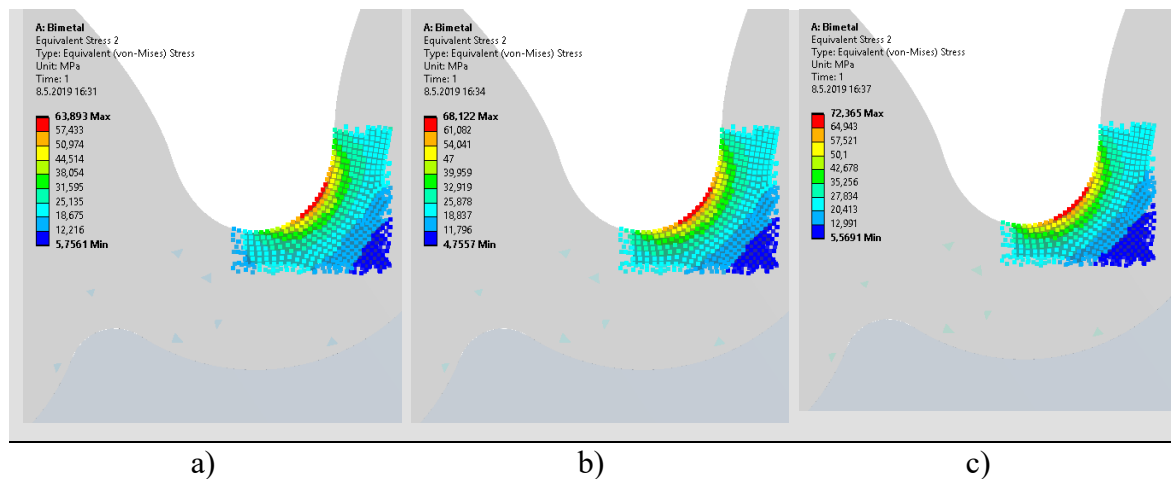 A: Bimetal
Equivalent Stress 2
Type: Equivalent (von-Mises) Stress
Unit: MPa
Time: 1
8.5.2019 16:31
63,893 Max
57,433
50,974
44,514
38,054
31,595
25,135
18,675
12,216
5,7561 Min
A: Bimetal
Equivalent Stress 2
Type: Equivalent (von-Mises) Stress
Unit: MPa
Time: 1
8.5.2019 16:34
68,122 Max
61,082
54,041
47
39,959
32,919
25,878
18,837
11,796
4,7557 Min
A: Bimetal
Equivalent Stress 2
Type: Equivalent (von-Mises) Stress
Unit: MPa
Time: 1
8.5.2019 16:37
72,365 Max
64,943
57,521
50,1
42,678
35,256
27,834
20,413
12,991
5,5691 Min
a)
b)
c)